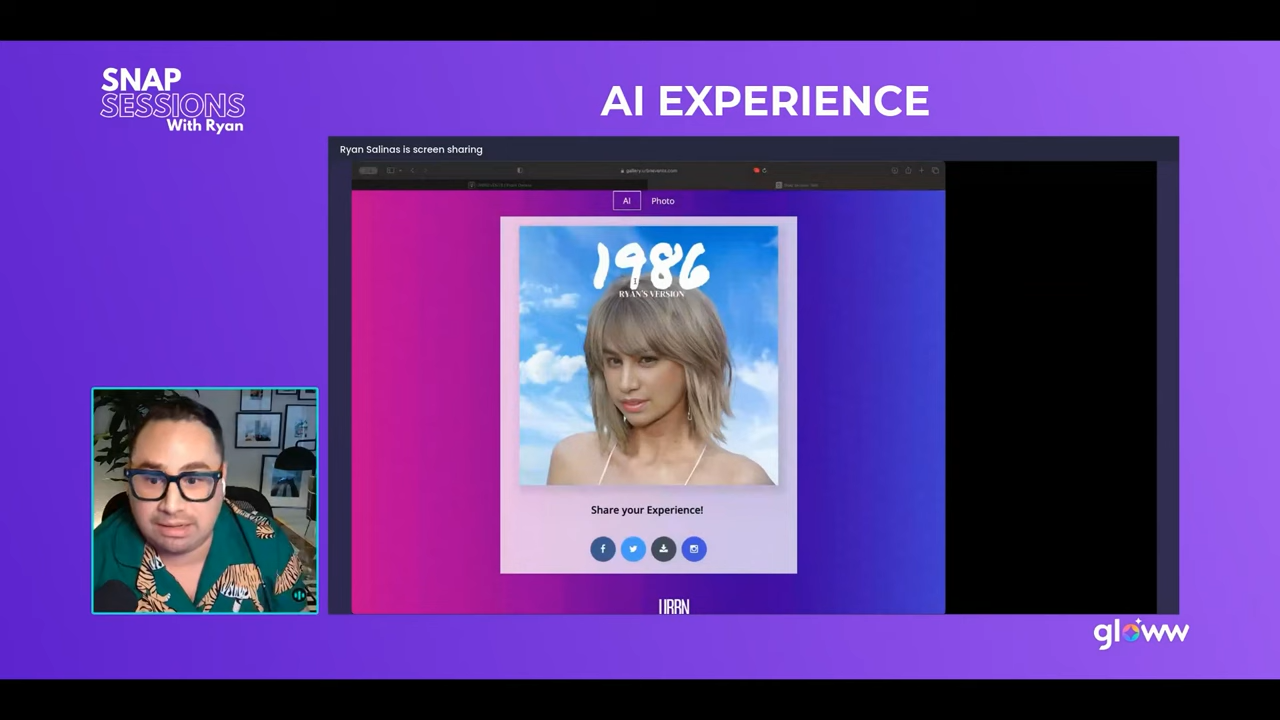 SNAP
SESSIONS
With Ryan
AI EXPERIENCE
Ryan Salinas is screen sharing
AI
Photo
1986
RYAN'S VERSION
Share your Experience!
URBN
gloww